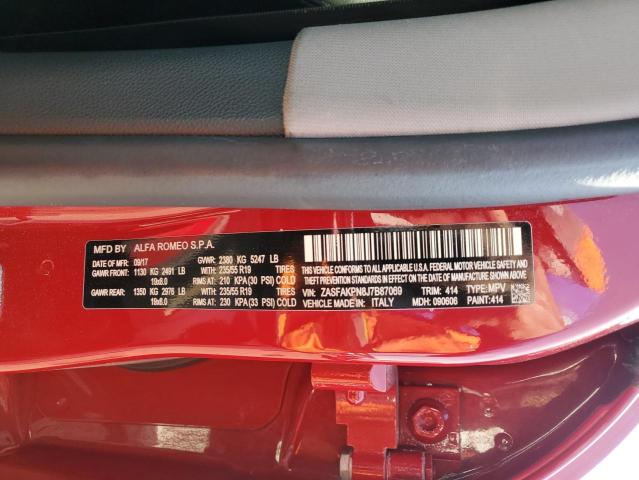 MFD BY ALFA ROMEO S.P.A.
DATE OF MFR: 09/17 GVWR: 2380 KG 5247 LB
GAWR FRONT: 1130 KG 2491 LB WITH 235/55 R19 TIRES
19x8.0 RIMS AT: 210 KPA(30 PSI) COLD
GAWR REAR: 1350 KG 2976 LB WITH 235/55 R19 TIRES
19x8.0 RIMS AT: 230 KPA(33 PSI) COLD
ZASFAKPN8J7B87069
THIS VEHICLE CONFORMS TO ALL APPLICABLE FEDERAL MOTOR VEHICLE SAFETY AND
THEFT PREVENTION STANDARDS IN EFFECT ON THE DATE OF MANUFACTURE SHOWN ABOVE
VIN: ZASFAKPN8J7B87069 TRIM: 414 TYPE: MPV
VEHICLE MADE IN: ITALY MDH: 090606 PAINT: 414